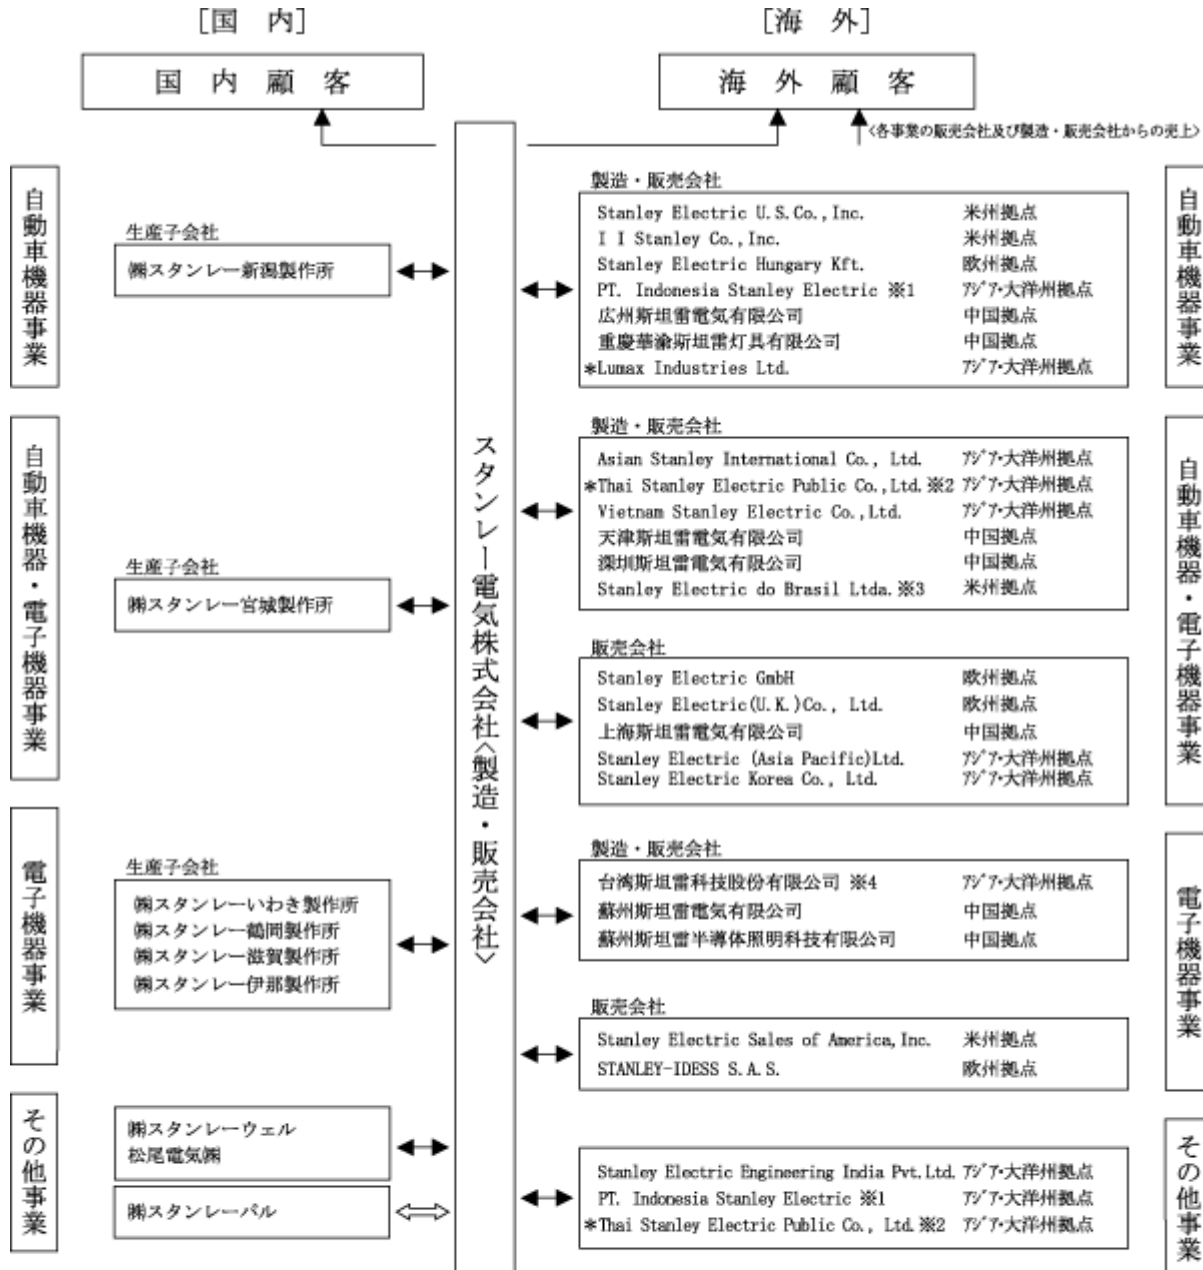 ［国　内］
［海　外］
国　内　顧　客
海　外　顧　客
<各事業の販売会社及び製造・販売会社からの売上>
スタンレー電気株式会社<製造・販売会社>
自動車機器事業
生産子会社
㈱スタンレー新潟製作所
製造・販売会社
Stanley Electric U.S.Co.,Inc.　米州拠点
I I Stanley Co.,Inc.　米州拠点
Stanley Electric Hungary Kft.　欧州拠点
PT. Indonesia Stanley Electric ※1　ｱｼﾞｱ･大洋州拠点
広州斯坦雷電気有限公司　中国拠点
重慶華渝斯坦雷灯具有限公司　中国拠点
*Lumax Industries Ltd.　ｱｼﾞｱ･大洋州拠点
自動車機器事業
自動車機器・電子機器事業
生産子会社
㈱スタンレー宮城製作所
製造・販売会社
Asian Stanley International Co., Ltd.　ｱｼﾞｱ･大洋州拠点
*Thai Stanley Electric Public Co.,Ltd.※2　ｱｼﾞｱ･大洋州拠点
Vietnam Stanley Electric Co.,Ltd.　ｱｼﾞｱ･大洋州拠点
天津斯坦雷電気有限公司　中国拠点
深圳斯坦雷電気有限公司　中国拠点
Stanley Electric do Brasil Ltda.※3　米州拠点
販売会社
Stanley Electric GmbH　欧州拠点
Stanley Electric(U.K.)Co., Ltd.　欧州拠点
上海斯坦雷電気有限公司　中国拠点
Stanley Electric (Asia Pacific)Ltd.　ｱｼﾞｱ･大洋州拠点
Stanley Electric Korea Co., Ltd.　ｱｼﾞｱ･大洋州拠点
自動車機器・電子機器事業
電子機器事業
生産子会社
㈱スタンレーいわき製作所
㈱スタンレー鶴岡製作所
㈱スタンレー滋賀製作所
㈱スタンレー伊那製作所
製造・販売会社
台湾斯坦雷科技股份有限公司 ※4　ｱｼﾞｱ･大洋州拠点
蘇州斯坦雷電気有限公司　中国拠点
蘇州斯坦雷半導体照明科技有限公司　中国拠点
販売会社
Stanley Electric Sales of America,Inc.　米州拠点
STANLEY-IDESS S.A.S.　欧州拠点
電子機器事業
その他事業
㈱スタンレーウェル
松尾電気㈱
㈱スタンレーパル
Stanley Electric Engineering India Pvt.Ltd.　ｱｼﾞｱ･大洋州拠点
PT. Indonesia Stanley Electric ※1　ｱｼﾞｱ･大洋州拠点
*Thai Stanley Electric Public Co., Ltd.※2　ｱｼﾞｱ･大洋州拠点
その他事業